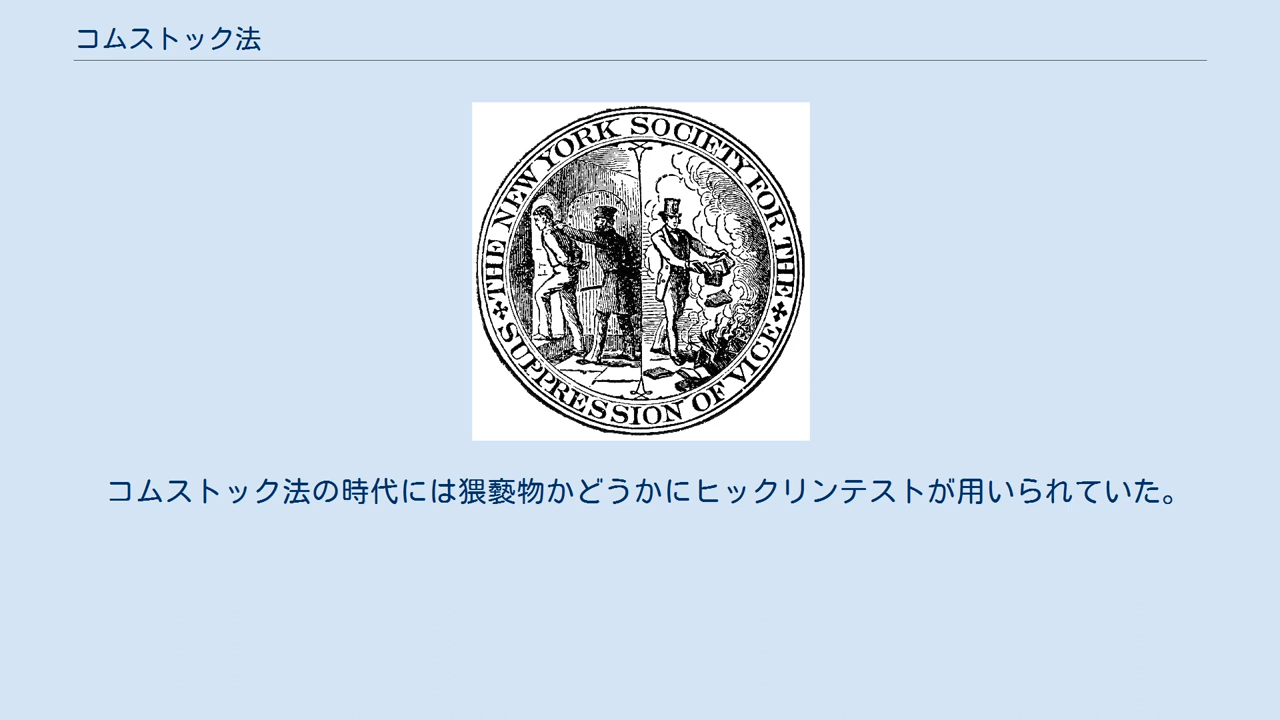 コムストック法
THE NEW YORK SOCIETY FOR THE
SUPPRESSION OF VICE
コムストック法の時代には猥褻物かどうかにヒックリンテストが用いられていた。